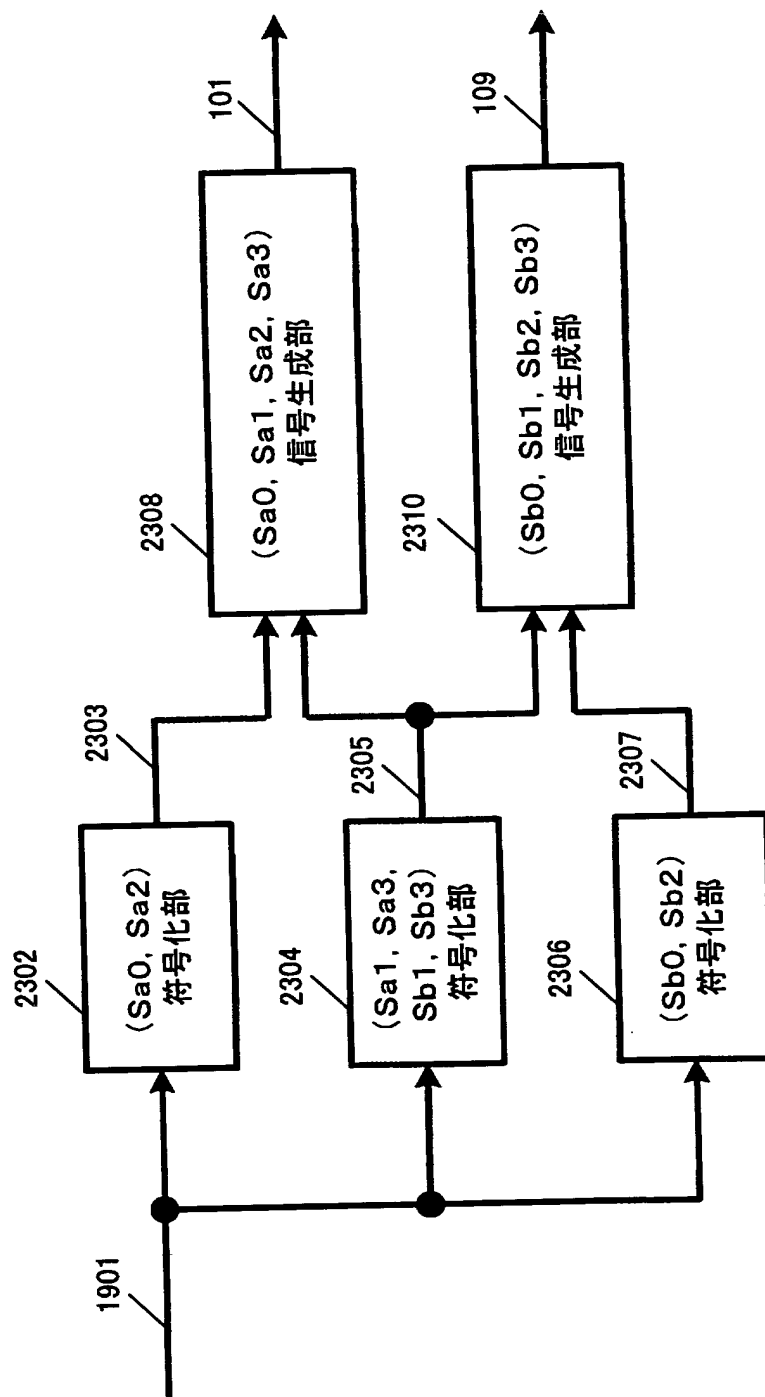 1901
2302
(Sa0, Sa2)
符号化部
2303
2304
(Sa1, Sa3,
Sb1, Sb3)
符号化部
2305
2306
(Sb0, Sb2)
符号化部
2307
2308
(Sa0, Sa1, Sa2, Sa3)
信号生成部
101
2310
(Sb0, Sb1, Sb2, Sb3)
信号生成部
109